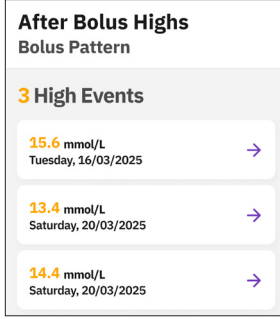 After Bolus Highs
Bolus Pattern
3 High Events
15.6 mmol/L
Tuesday, 16/03/2025
13.4 mmol/L
Saturday, 20/03/2025
14.4 mmol/L
Saturday, 20/03/2025